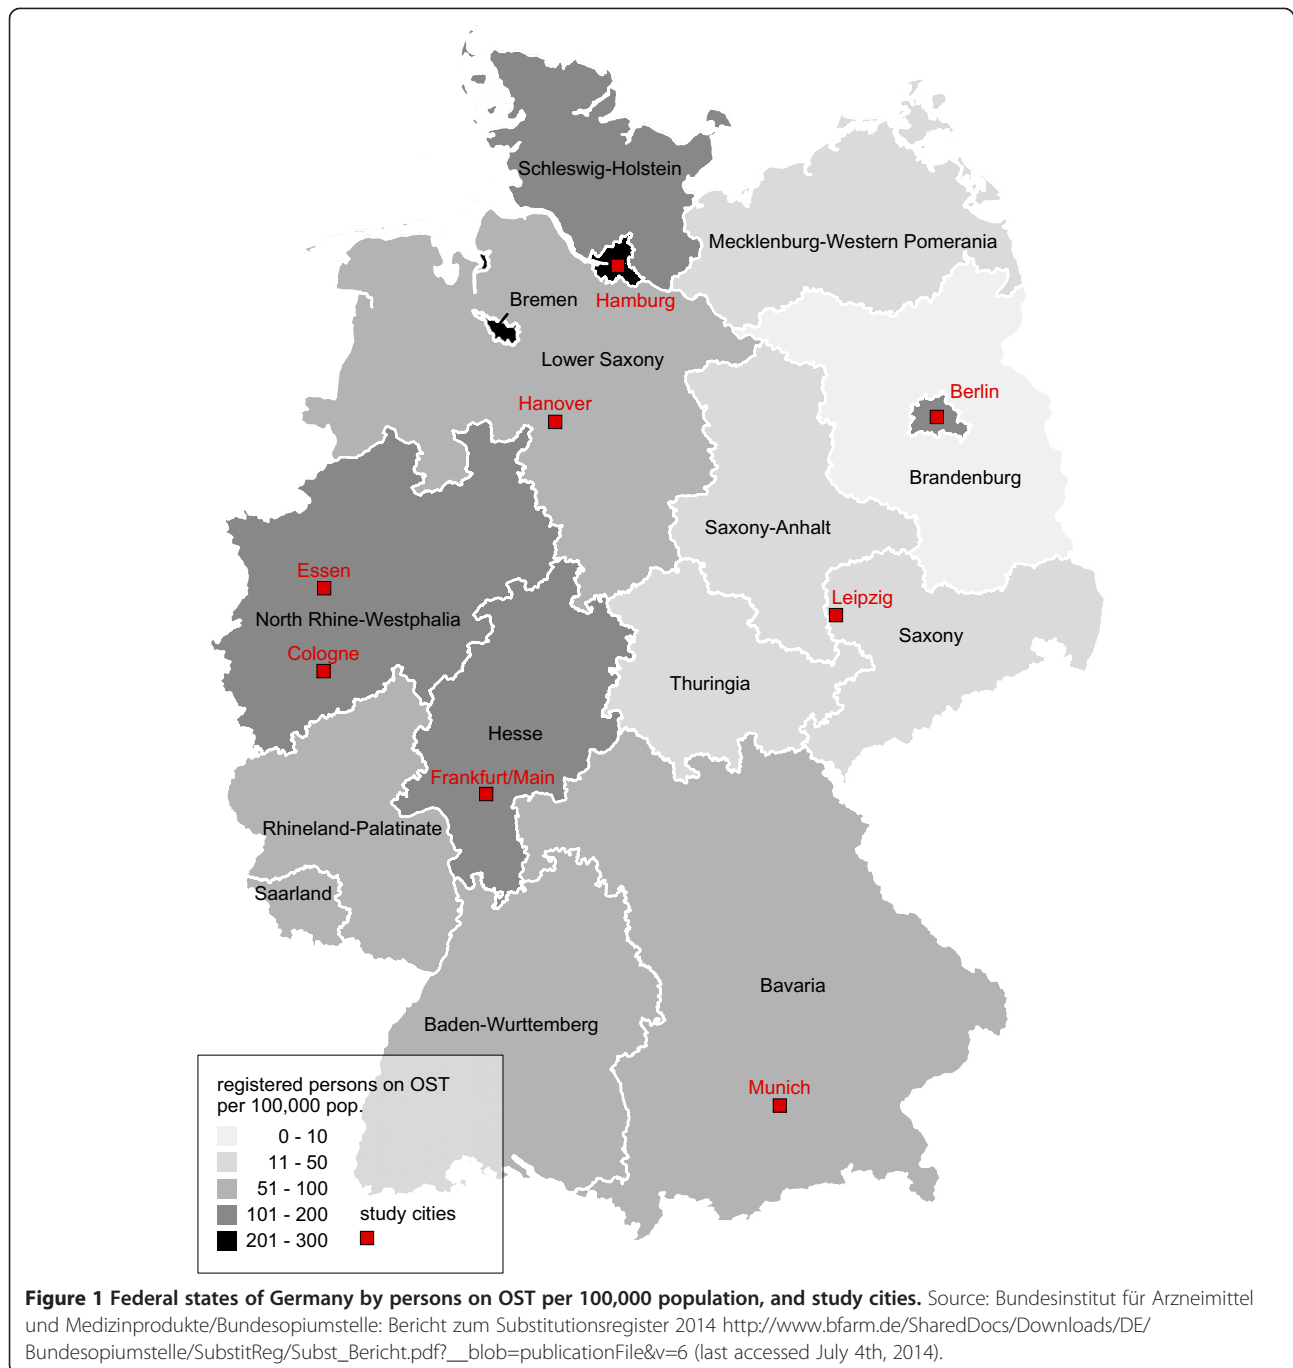 Schleswig-Holstein
Mecklenburg-Western Pomerania
Hamburg
Bremen
Lower Saxony
Hanover
Berlin
Brandenburg
Saxony-Anhalt
Essen
North Rhine-Westphalia
Cologne
Leipzig
Saxony
Thuringia
Hesse
Frankfurt/Main
Rhineland-Palatinate
Saarland
Bavaria
Baden-Wurttemberg
Munich
registered persons on OST
per 100,000 pop.
0 - 10
11 - 50
51 - 100
101 - 200
201 - 300
study cities
Figure 1 Federal states of Germany by persons on OST per 100,000 population, and study cities. Source: Bundesinstitut für Arzneimittel
und Medizinprodukte/Bundesopiumstelle: Bericht zum Substitutionsregister 2014 http://www.bfarm.de/SharedDocs/Downloads/DE/
Bundesopiumstelle/SubstitReg/Subst_Bericht.pdf?__blob=publicationFile&v=6 (last accessed July 4th, 2014).